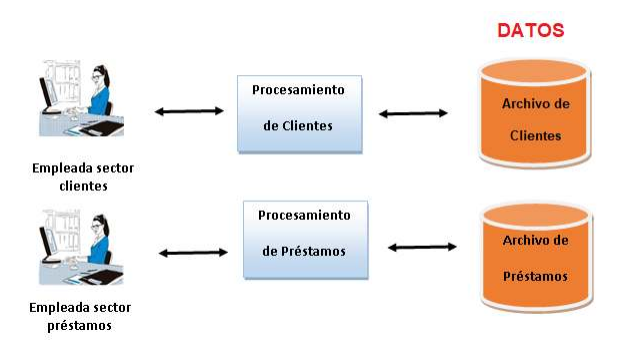 DATOS
Procesamiento
de Clientes
Archivo de
Clientes
Empleada sector
clientes
Procesamiento
de Préstamos
Archivo de
Préstamos
Empleada sector
préstamos